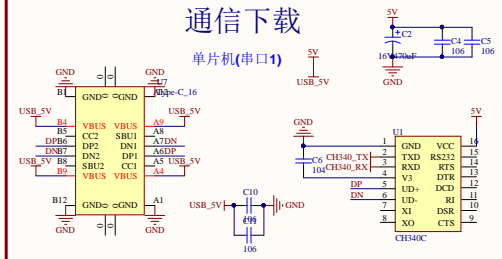 通信下载
单片机(串口1)
5V
USB_5V
5V
C2
16V470uF
C4
106
C5
106
GND
GND GND
0 0
B1 U7
Type-C_16
GND GND
USB_5V USB_5V
B4 VBUS VBUS A9
B5 CC2 SBU1 A8
DP B6 DP2 DN1 A7 DN
DN B7 DN2 DP1 A6 DP
B8 SBU2 CC1 A5
B9 VBUS VBUS A4
USB_5V USB_5V
B12 GND GND A1
0 0
GND GND
GND
C6
104
CH340_TX
CH340_RX
DP
DN
5V
U1
1 GND VCC 16
2 TXD RS232 15
3 RXD RTS 14
4 V3 DTR 13
5 UD+ DCD 12
6 UD- RI 11
7 XI DSR 10
8 XO CTS 9
CH340C
USB_5V
C10
106
106
GND